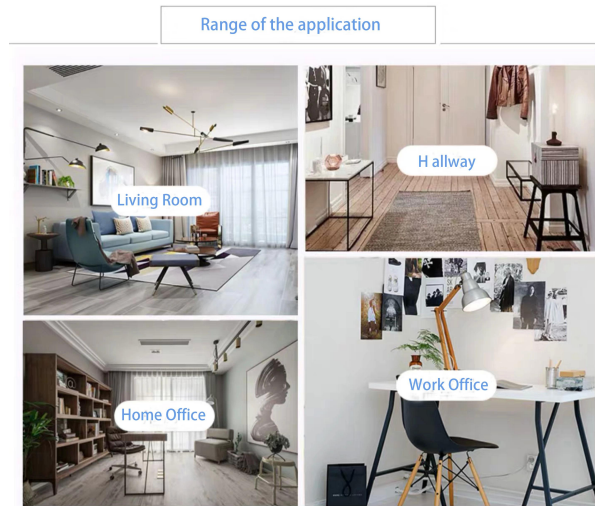 Range of the application
Living Room
H allway
Home Office
Work Office